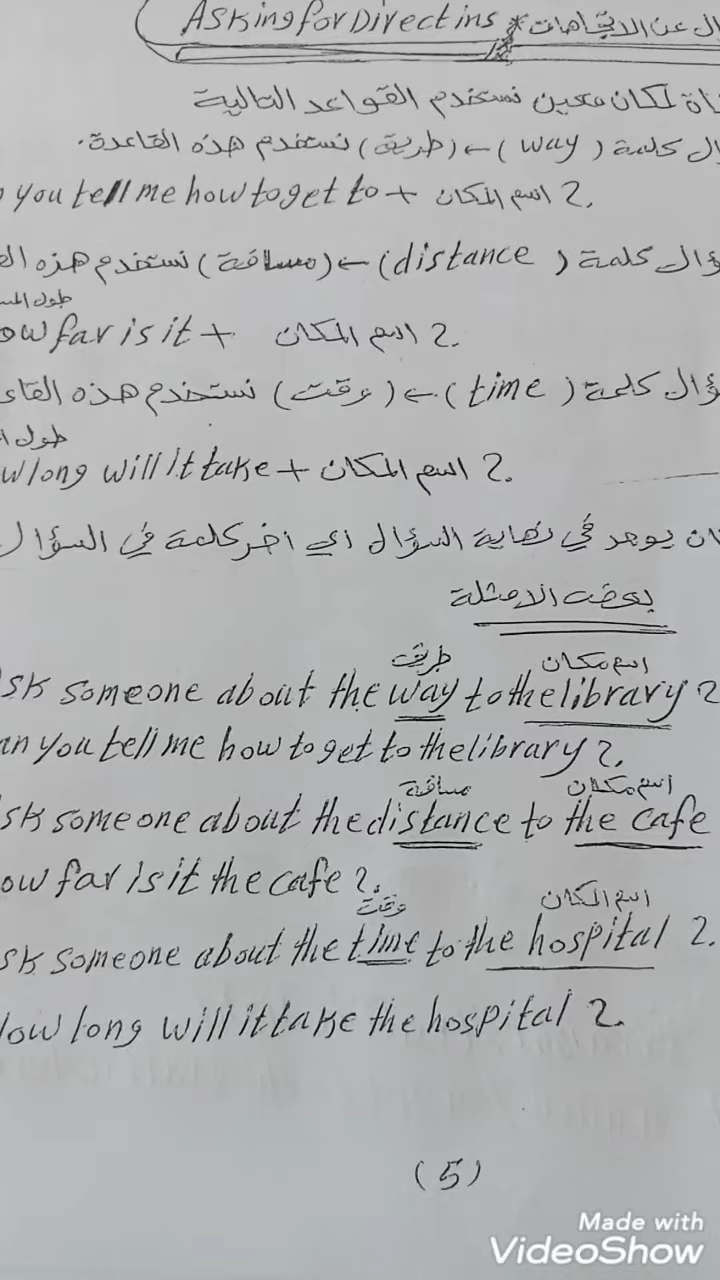 Asking for Directins * ال عن الاتجاهات
اة لمكان معين نستخدم القواعد التالية
ال كلمة ( way ) ← ( طريق ) نستخدم هذه القاعدة .
you tell me how to get to + اسم المكان ?.
ؤال كلمة ( distance ) ← ( مسافة ) نستخدم هذه الق
طول المس
ow far is it + اسم المكان ?.
ؤال كلمة ( time ) ← ( وقت ) نستخدم هذه القاع
طول ا
w long will it take + اسم المكان ?.
ان يوجد في نهاية السؤال اي اخر كلمة في السؤال
بعض الامثلة
طريق اسم مكان
sk someone about the way to the library ?
an you tell me how to get to the library ?.
مسافة اسم مكان
sk someone about the distance to the cafe
ow far is it the cafe ?.
وقت اسم المكان
sk someone about the time to the hospital ?.
How long will it take the hospital ?.
(5)
Made with
VideoShow